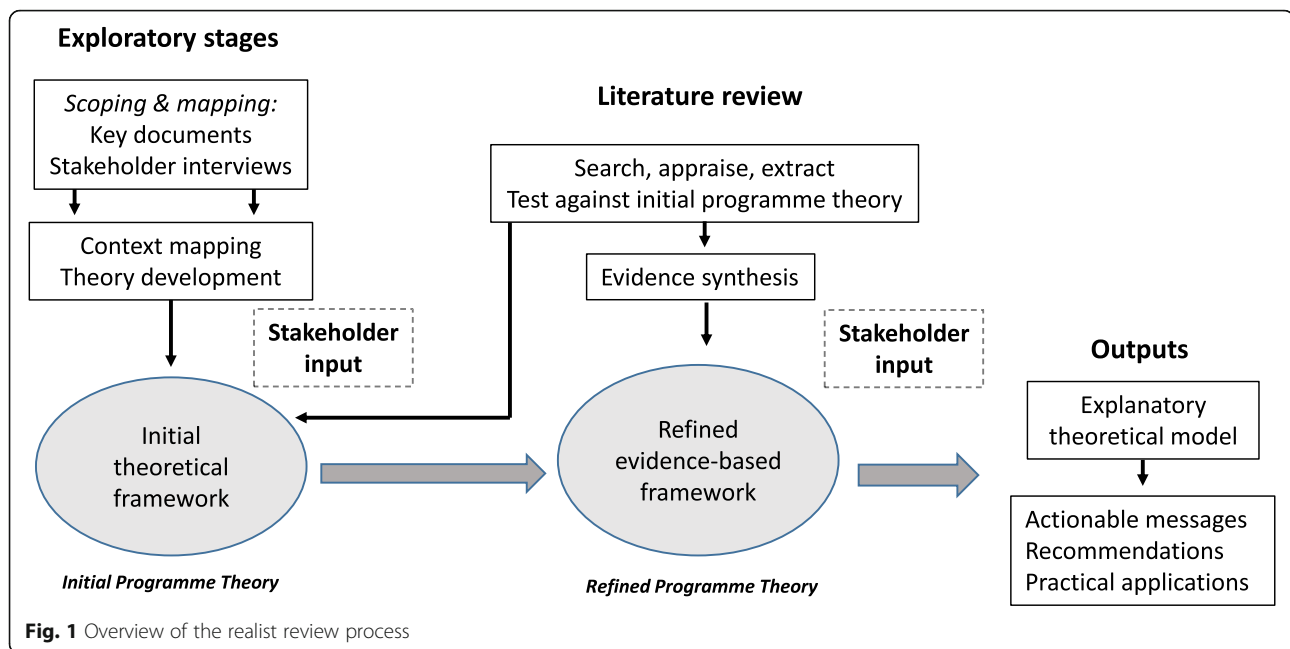 Exploratory stages
Scoping & mapping:
Key documents
Stakeholder interviews
Context mapping
Theory development
Stakeholder
input
Initial
theoretical
framework
Initial Programme Theory
Literature review
Search, appraise, extract
Test against initial programme theory
Evidence synthesis
Refined
evidence-based
framework
Refined Programme Theory
Stakeholder
input
Outputs
Explanatory
theoretical model
Actionable messages
Recommendations
Practical applications
Fig. 1 Overview of the realist review process